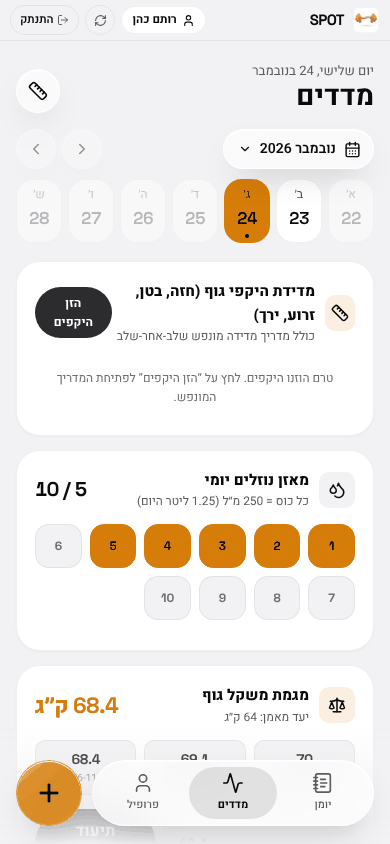 SPOT
רותם כהן
התנתק
יום שלישי, 24 בנובמבר
מדדים
נובמבר 2026
א׳ ב׳ ג׳ ד׳ ה׳ ו׳ ש׳
22 23 24 25 26 27 28
מדידת היקפי גוף (חזה, בטן,
זרוע, ירך)
כולל מדריך מדידה מונפש שלב-אחר-שלב
הזן
היקפים
טרם הוזנו היקפים. לחץ על "הזן היקפים" לפתיחת המדריך
המונפש.
מאזן נוזלים יומי
כל כוס = 250 מ״ל (1.25 ליטר היום)
10 / 5
1 2 3 4 5 6
7 8 9 10
מגמת משקל גוף
יעד מאמן: 64 ק״ג
68.4 ק״ג
70 69.1 68.4
תיעוד
יומן
מדדים
פרופיל